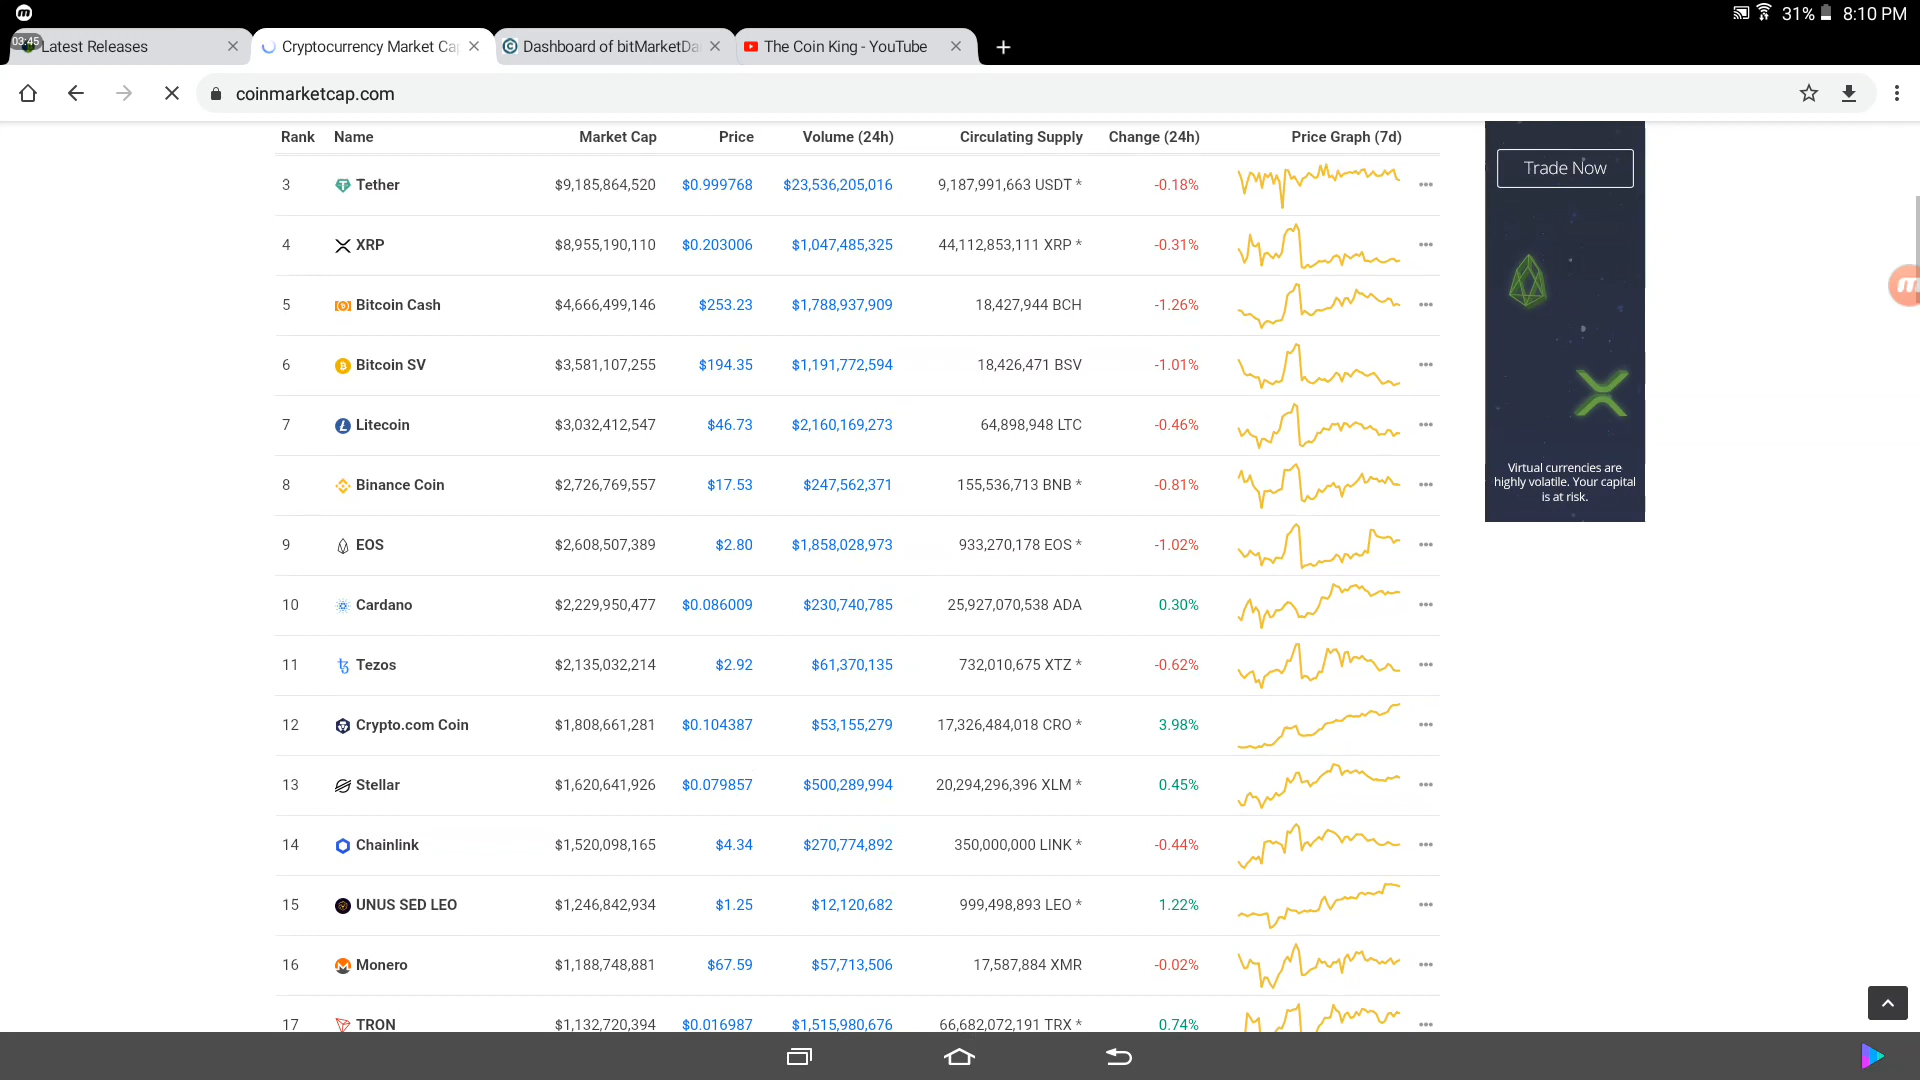 31% 8:10 PM
03:45 Latest Releases Cryptocurrency Market Ca Dashboard of bitMarketDa The Coin King - YouTube
coinmarketcap.com
Rank Name Market Cap Price Volume (24h) Circulating Supply Change (24h) Price Graph (7d)
3 Tether $9,185,864,520 $0.999768 $23,536,205,016 9,187,991,663 USDT * -0.18%
4 XRP $8,955,190,110 $0.203006 $1,047,485,325 44,112,853,111 XRP * -0.31%
5 Bitcoin Cash $4,666,499,146 $253.23 $1,788,937,909 18,427,944 BCH -1.26%
6 Bitcoin SV $3,581,107,255 $194.35 $1,191,772,594 18,426,471 BSV -1.01%
7 Litecoin $3,032,412,547 $46.73 $2,160,169,273 64,898,948 LTC -0.46%
8 Binance Coin $2,726,769,557 $17.53 $247,562,371 155,536,713 BNB * -0.81%
9 EOS $2,608,507,389 $2.80 $1,858,028,973 933,270,178 EOS * -1.02%
10 Cardano $2,229,950,477 $0.086009 $230,740,785 25,927,070,538 ADA 0.30%
11 Tezos $2,135,032,214 $2.92 $61,370,135 732,010,675 XTZ * -0.62%
12 Crypto.com Coin $1,808,661,281 $0.104387 $53,155,279 17,326,484,018 CRO * 3.98%
13 Stellar $1,620,641,926 $0.079857 $500,289,994 20,294,296,396 XLM * 0.45%
14 Chainlink $1,520,098,165 $4.34 $270,774,892 350,000,000 LINK * -0.44%
15 UNUS SED LEO $1,246,842,934 $1.25 $12,120,682 999,498,893 LEO * 1.22%
16 Monero $1,188,748,881 $67.59 $57,713,506 17,587,884 XMR -0.02%
17 TRON $1,132,720,394 $0.016987 $1,515,980,676 66,682,072,191 TRX * 0.74%
Trade Now
Virtual currencies are
highly volatile. Your capital
is at risk.